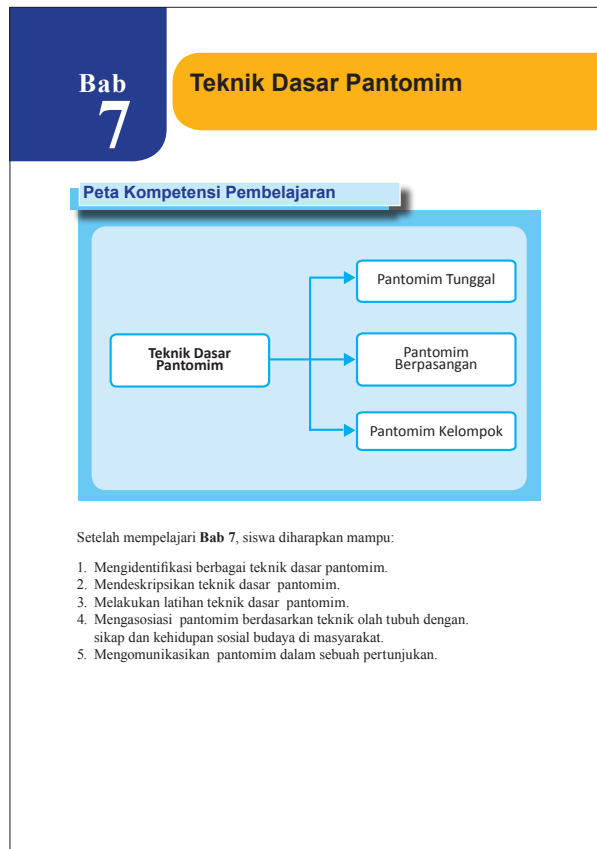 Bab
7
Teknik Dasar Pantomim
Peta Kompetensi Pembelajaran
Pantomim Tunggal
Teknik Dasar
Pantomim
Pantomim
Berpasangan
Pantomim Kelompok
Setelah mempelajari Bab 7, siswa diharapkan mampu:
1. Mengidentifikasi berbagai teknik dasar pantomim.
2. Mendeskripsikan teknik dasar pantomim.
3. Melakukan latihan teknik dasar pantomim.
4. Mengasosiasi pantomim berdasarkan teknik olah tubuh dengan.
sikap dan kehidupan sosial budaya di masyarakat.
5. Mengomunikasikan pantomim dalam sebuah pertunjukan.